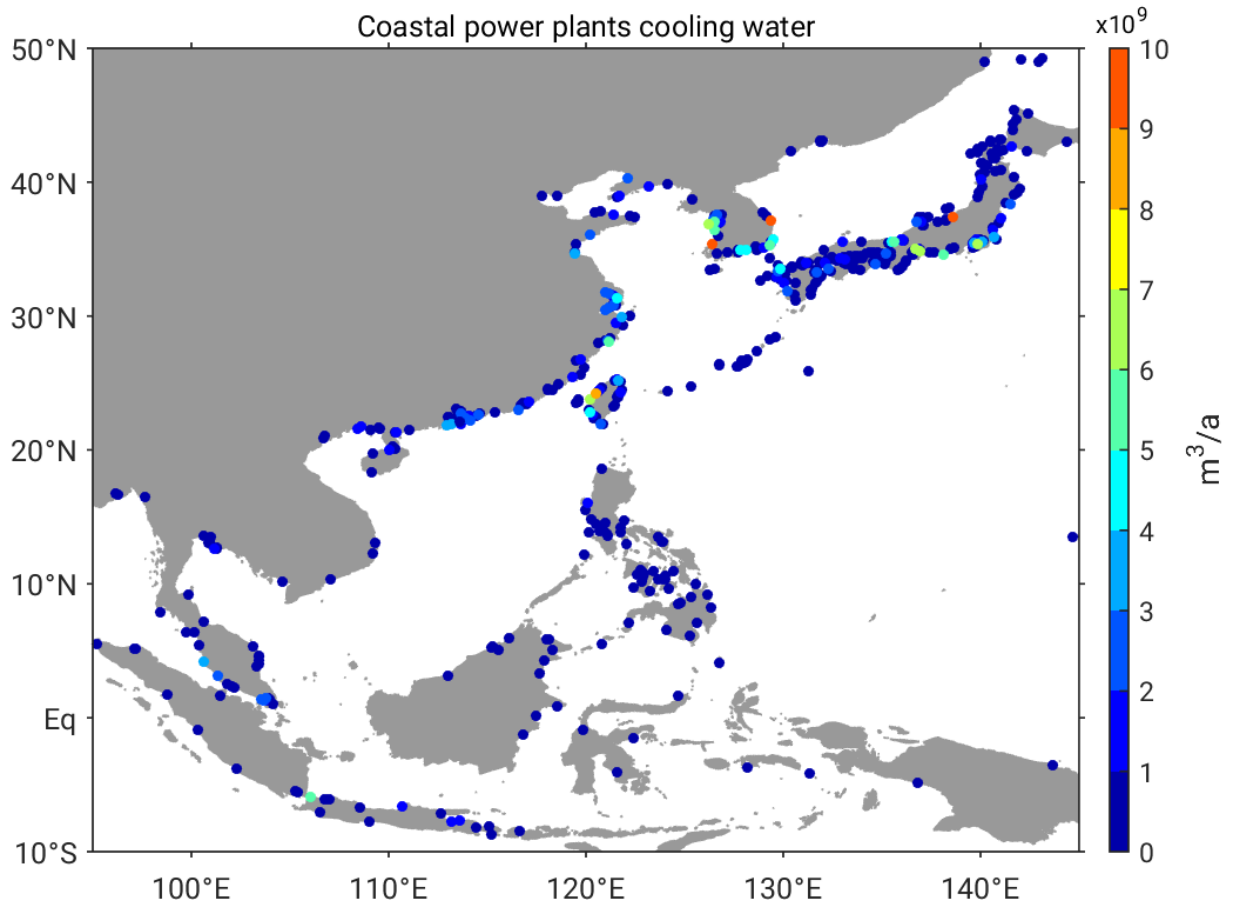 Coastal power plants cooling water
x10⁹
50°N
40°N
30°N
20°N
10°N
Eq
10°S
100°E
110°E
120°E
130°E
140°E
10
9
8
7
6
5
4
3
2
1
0
m³/a